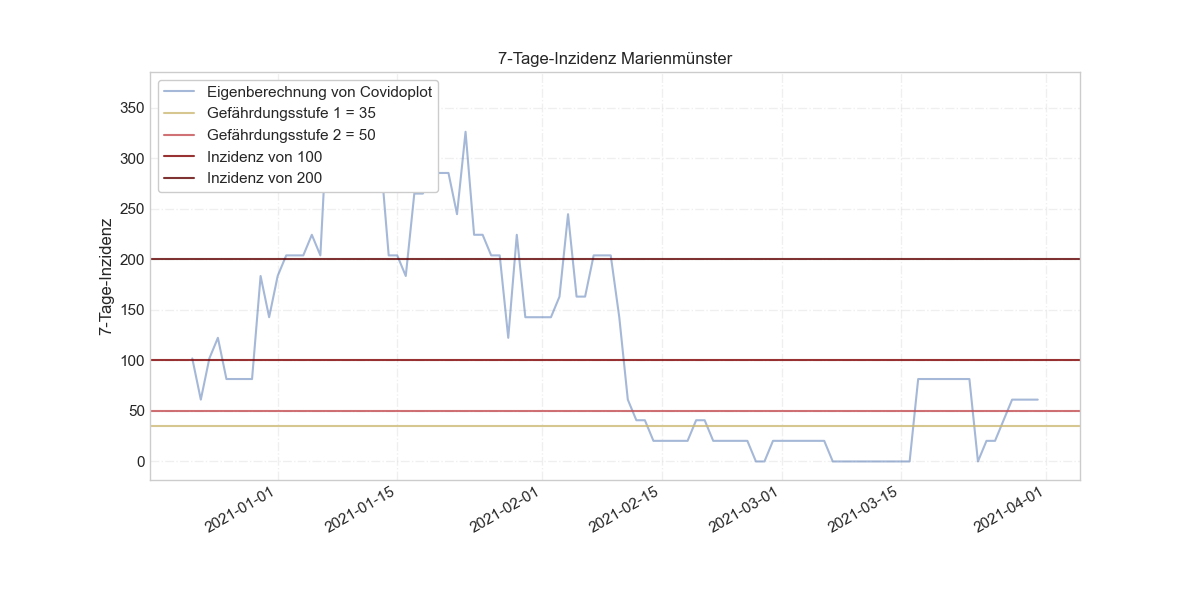 7-Tage-Inzidenz Marienmünster
Eigenberechnung von Covidoplot
Gefährdungsstufe 1 = 35
Gefährdungsstufe 2 = 50
Inzidenz von 100
Inzidenz von 200
7-Tage-Inzidenz
350
300
250
200
150
100
50
0
2021-01-01
2021-01-15
2021-02-01
2021-02-15
2021-03-01
2021-03-15
2021-04-01